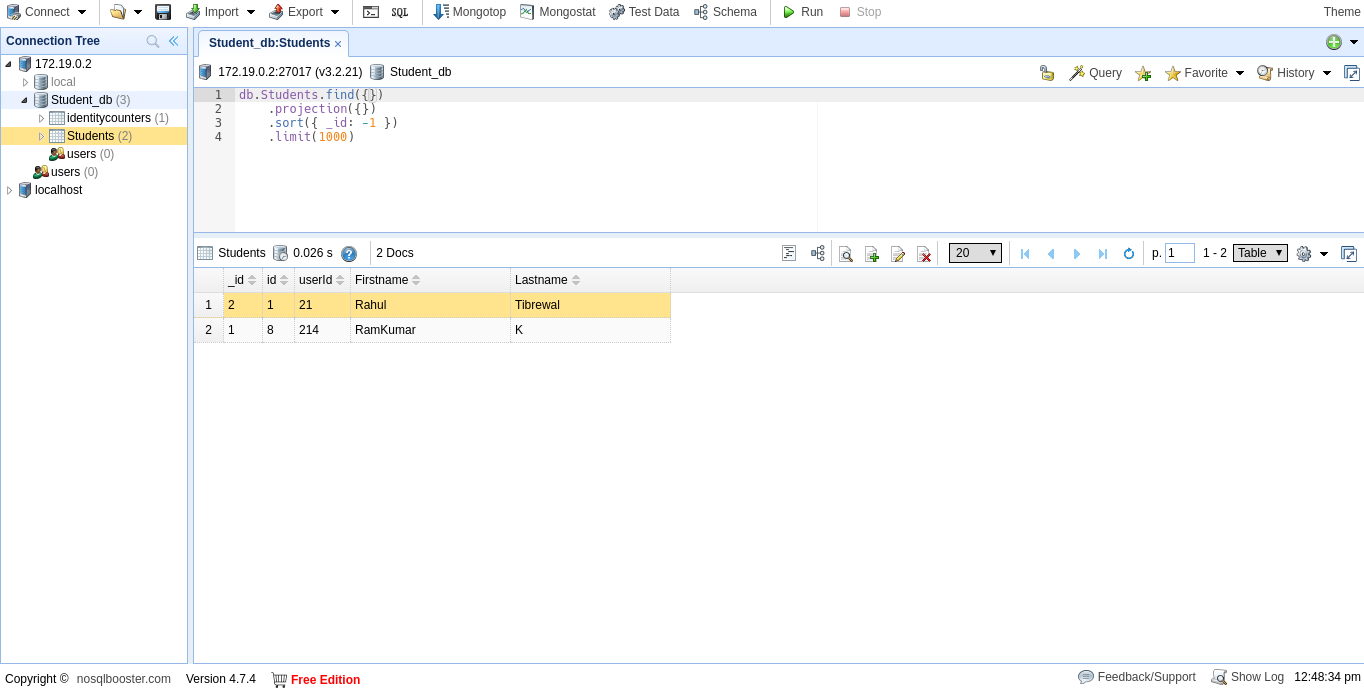 Connect Import Export SQL Mongotop Mongostat Test Data Schema Run Stop Theme
Connection Tree
172.19.0.2
local
Student_db (3)
identitycounters (1)
Students (2)
users (0)
users (0)
localhost
Student_db:Students ×
172.19.0.2:27017 (v3.2.21) Student_db Query Favorite History
1 db.Students.find({})
2 .projection({})
3 .sort({ _id: -1 })
4 .limit(1000)
Students 0.026 s ? 2 Docs 20 p. 1 1 - 2 Table
_id id userId Firstname Lastname
1 2 1 21 Rahul Tibrewal
2 1 8 214 RamKumar K
Copyright © nosqlbooster.com Version 4.7.4 Free Edition Feedback/Support Show Log 12:48:34 pm